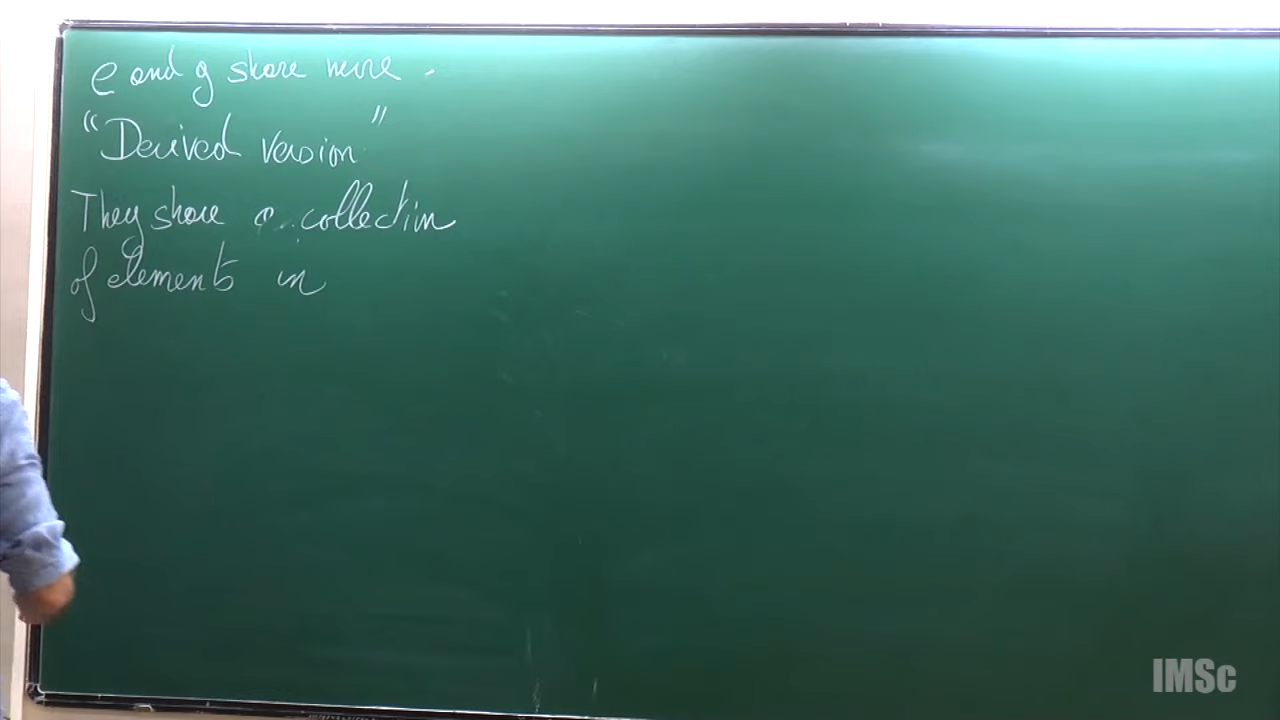 e and g share more.
"Derived version"
They share a collection
of elements in
IMSc